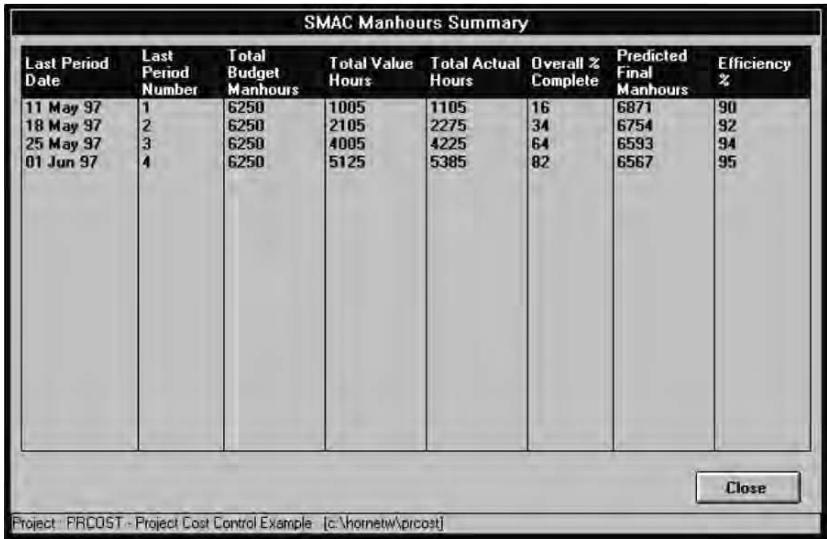 SMAC Manhours Summary
Last Period Date Last Period Number Total Budget Manhours Total Value Hours Total Actual Hours Overall % Complete Predicted Final Manhours Efficiency %
11 May 97 1 6250 1005 1105 16 6871 90
18 May 97 2 6250 2105 2275 34 6754 92
25 May 97 3 6250 4005 4225 64 6593 94
01 Jun 97 4 6250 5125 5385 82 6567 95
Close
Project : PRCOST - Project Cost Control Example [c:\hornetw\prcost]